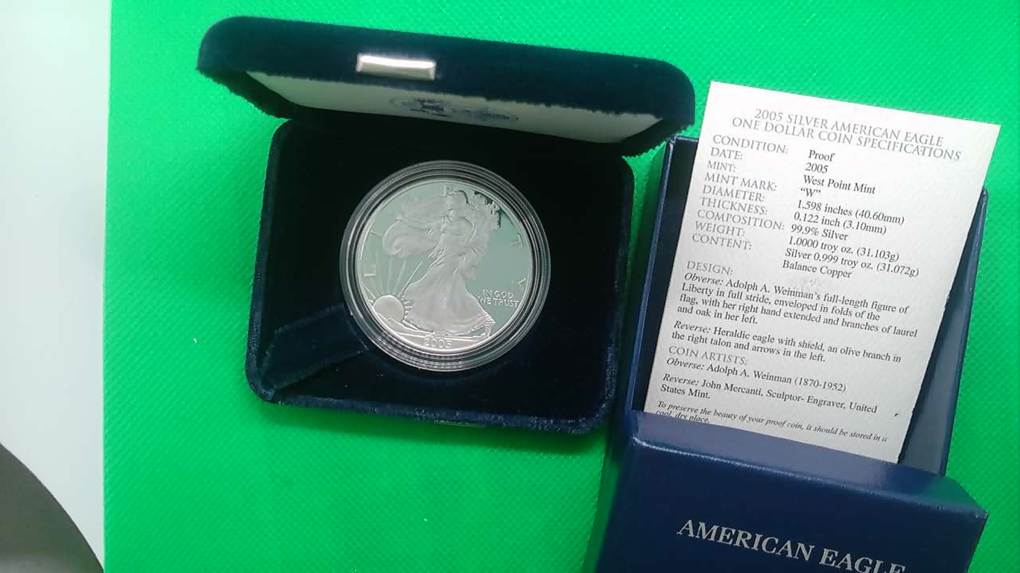 LIBERTY
IN GOD
WE TRUST
2005
2005 SILVER AMERICAN EAGLE
ONE DOLLAR COIN SPECIFICATIONS
CONDITION: Proof
DATE: 2005
MINT: West Point Mint
MINT MARK: "W"
DIAMETER: 1.598 inches (40.60mm)
THICKNESS: 0.122 inch (3.10mm)
COMPOSITION: 99.9% Silver
WEIGHT: 1.0000 troy oz. (31.103g)
CONTENT: Silver 0.999 troy oz. (31.072g)
Balance Copper
DESIGN:
Obverse: Adolph A. Weinman's full-length figure of
Liberty in full stride, enveloped in folds of the
flag, with her right hand extended and branches of laurel
and oak in her left.
Reverse: Heraldic eagle with shield, an olive branch in
the right talon and arrows in the left.
COIN ARTISTS:
Obverse: Adolph A. Weinman (1870-1952)
Reverse: John Mercanti, Sculptor- Engraver, United
States Mint.
To preserve the beauty of your proof coin, it should be stored in a
cool, dry place.
AMERICAN EAGLE